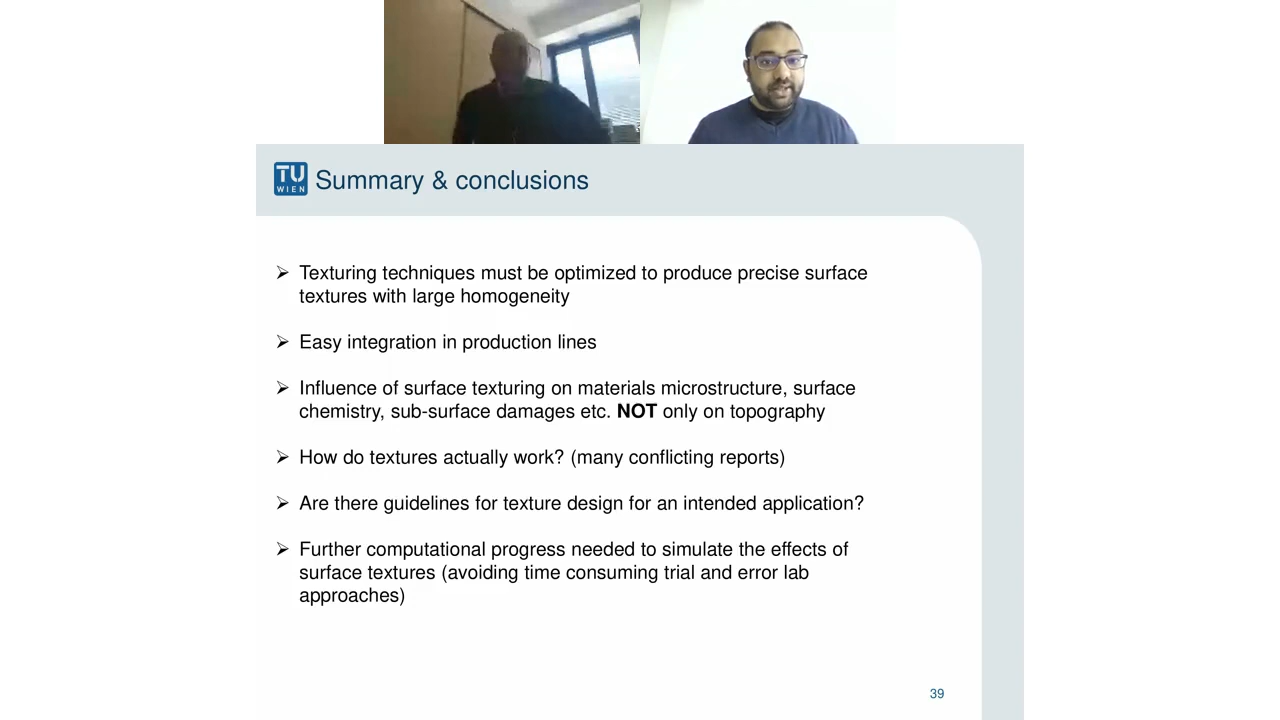 TU
WIEN
Summary & conclusions
Texturing techniques must be optimized to produce precise surface
textures with large homogeneity
Easy integration in production lines
Influence of surface texturing on materials microstructure, surface
chemistry, sub-surface damages etc. NOT only on topography
How do textures actually work? (many conflicting reports)
Are there guidelines for texture design for an intended application?
Further computational progress needed to simulate the effects of
surface textures (avoiding time consuming trial and error lab
approaches)
39